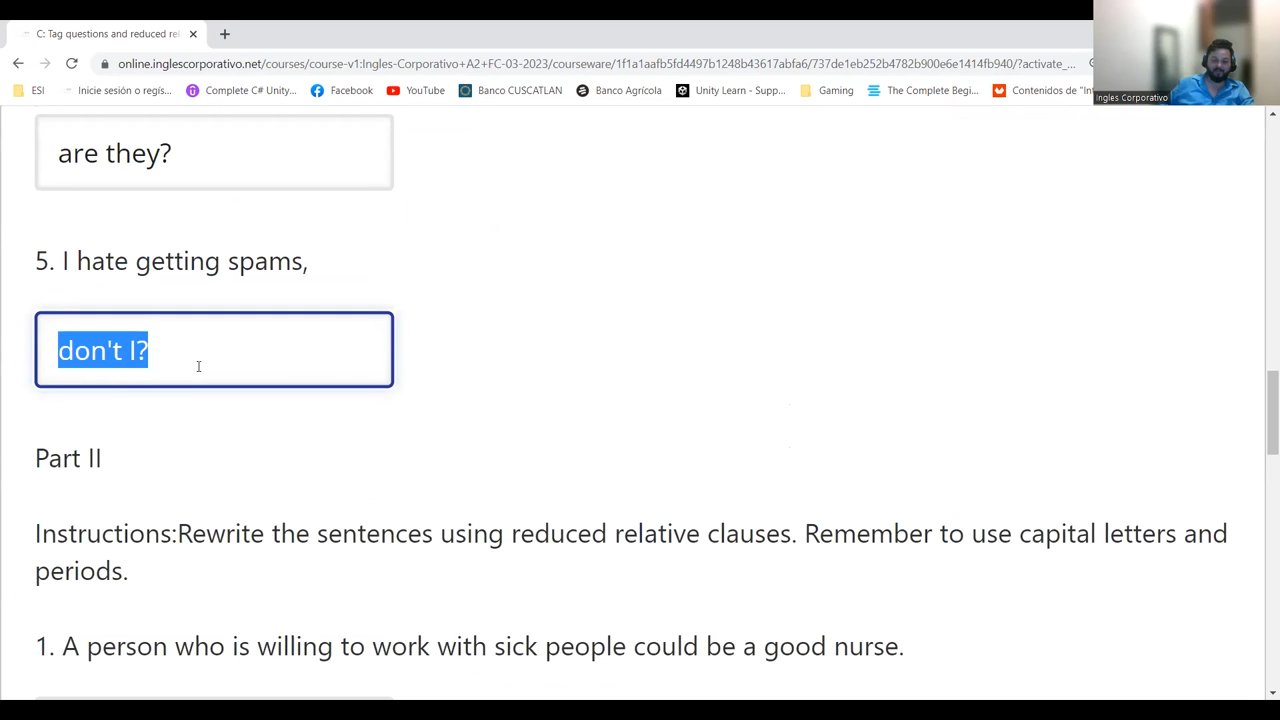 C: Tag questions and reduced rel
online.inglescorporativo.net/courses/course-v1:Ingles-Corporativo+A2+FC-03-2023/courseware/1f1a1aafb5fd4497b1248b43617abfa6/737de1eb252b4782b900e6e1414fb940/?activate_...
ESI Inicie sesión o regís... Complete C# Unity... Facebook YouTube Banco CUSCATLAN Banco Agrícola Unity Learn - Supp... Gaming The Complete Begi... Contenidos de "In
Ingles Corporativo
are they?
5. I hate getting spams,
don't I?
Part II
Instructions:Rewrite the sentences using reduced relative clauses. Remember to use capital letters and
periods.
1. A person who is willing to work with sick people could be a good nurse.